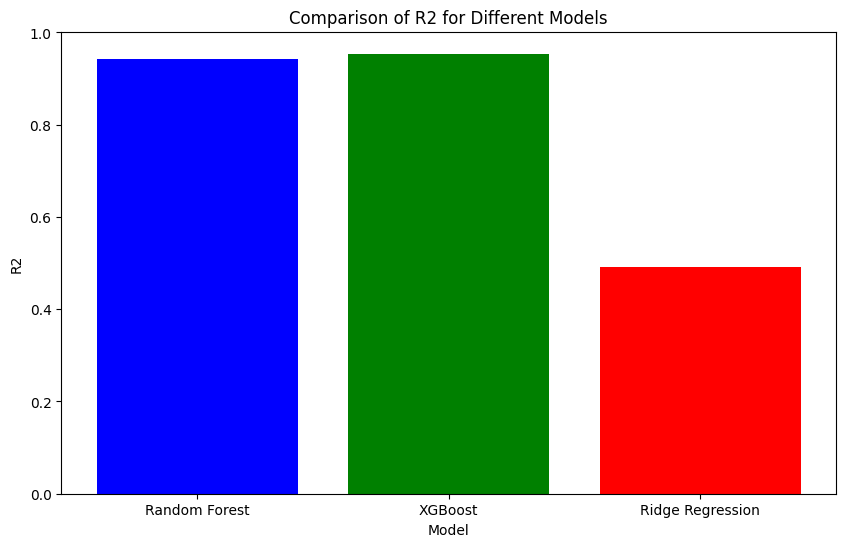 Comparison of R2 for Different Models
1.0
0.8
0.6
0.4
0.2
0.0
R2
Random Forest XGBoost Ridge Regression
Model